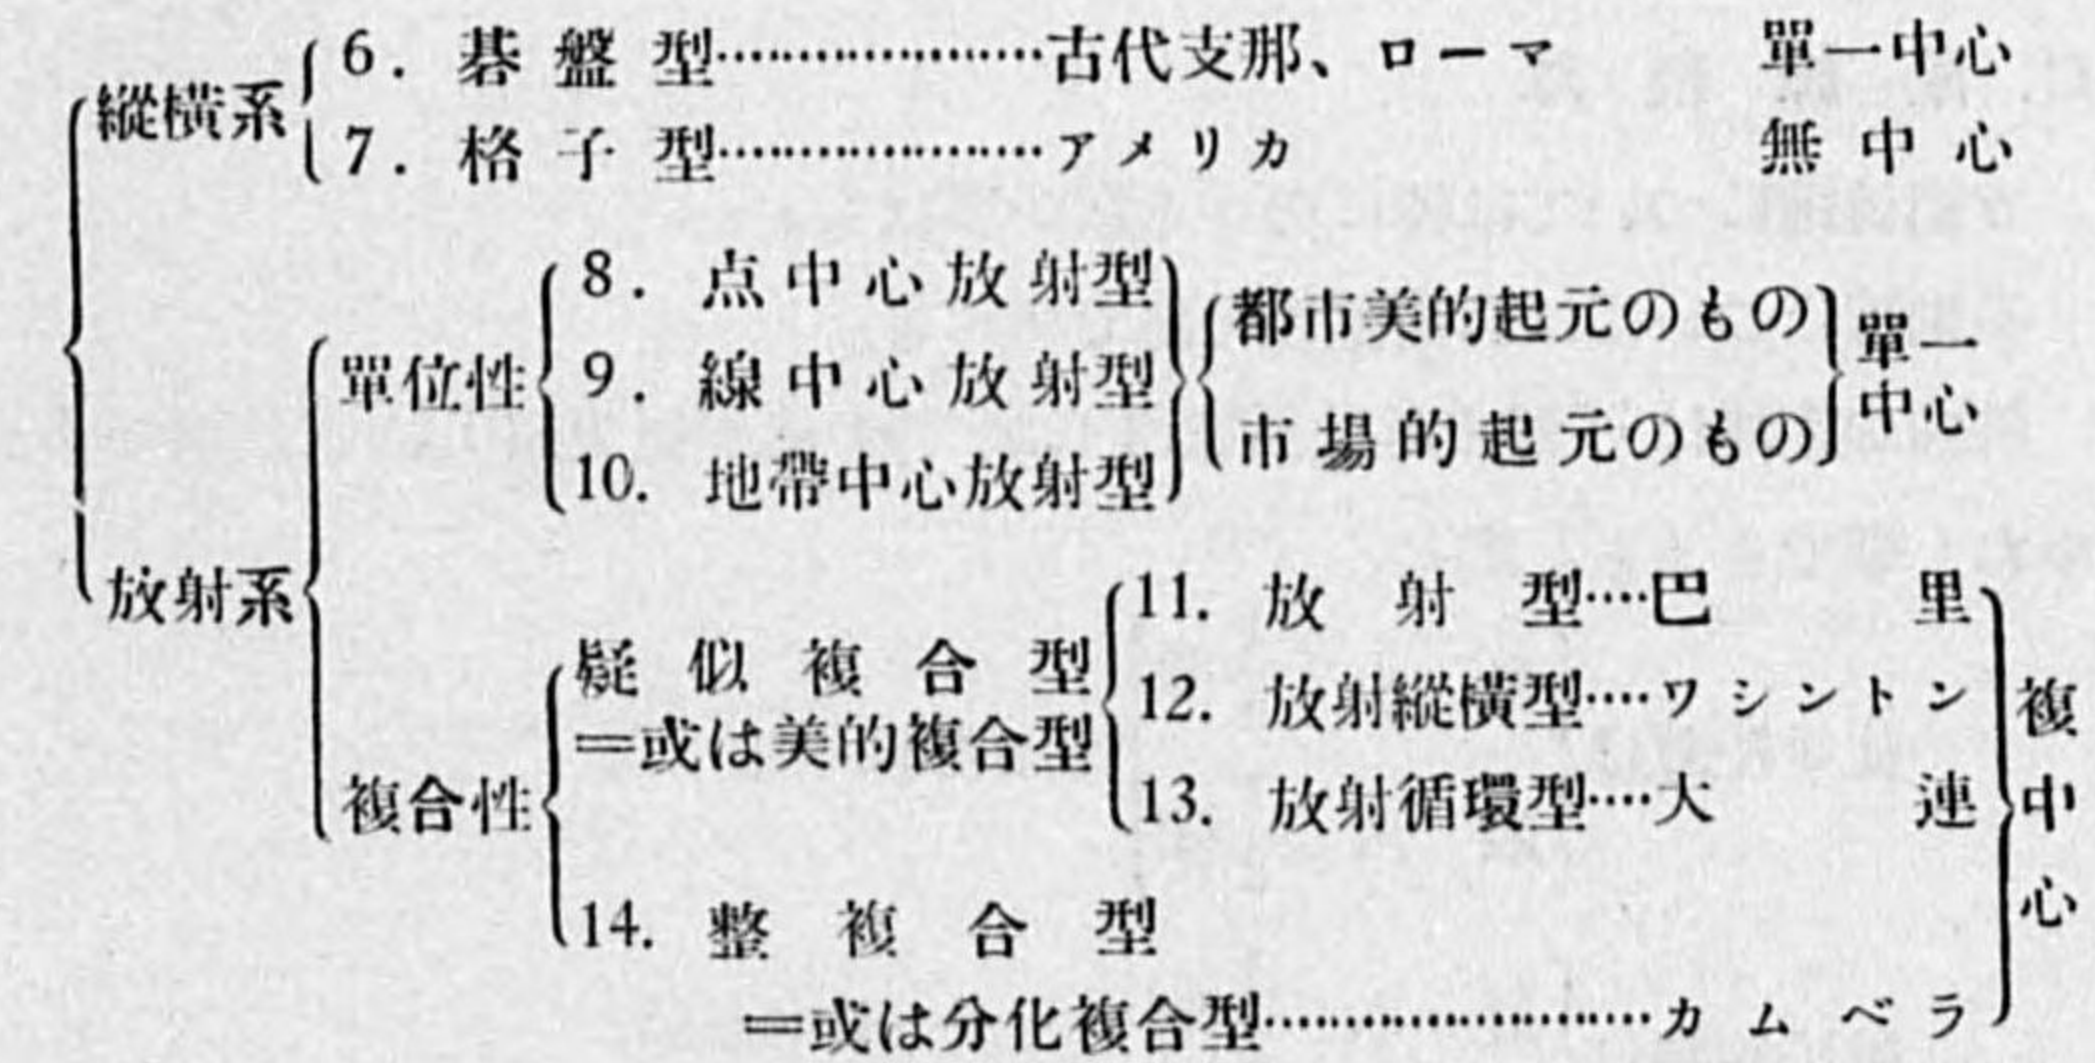 縱横系
6. 碁盤型………………古代支那、ローマ 單一中心
7. 格子型………………アメリカ 無中心
放射系
單位性
8. 点中心放射型
9. 線中心放射型
10. 地帶中心放射型
都市美的起元のもの
市場的起元のもの
單一
中心
複合性
疑似複合型
=或は美的複合型
11. 放射型‥‥巴里
12. 放射縱横型‥‥ワシントン
13. 放射循環型‥‥大連
14. 整複合型
=或は分化複合型………………カムベラ
複中心